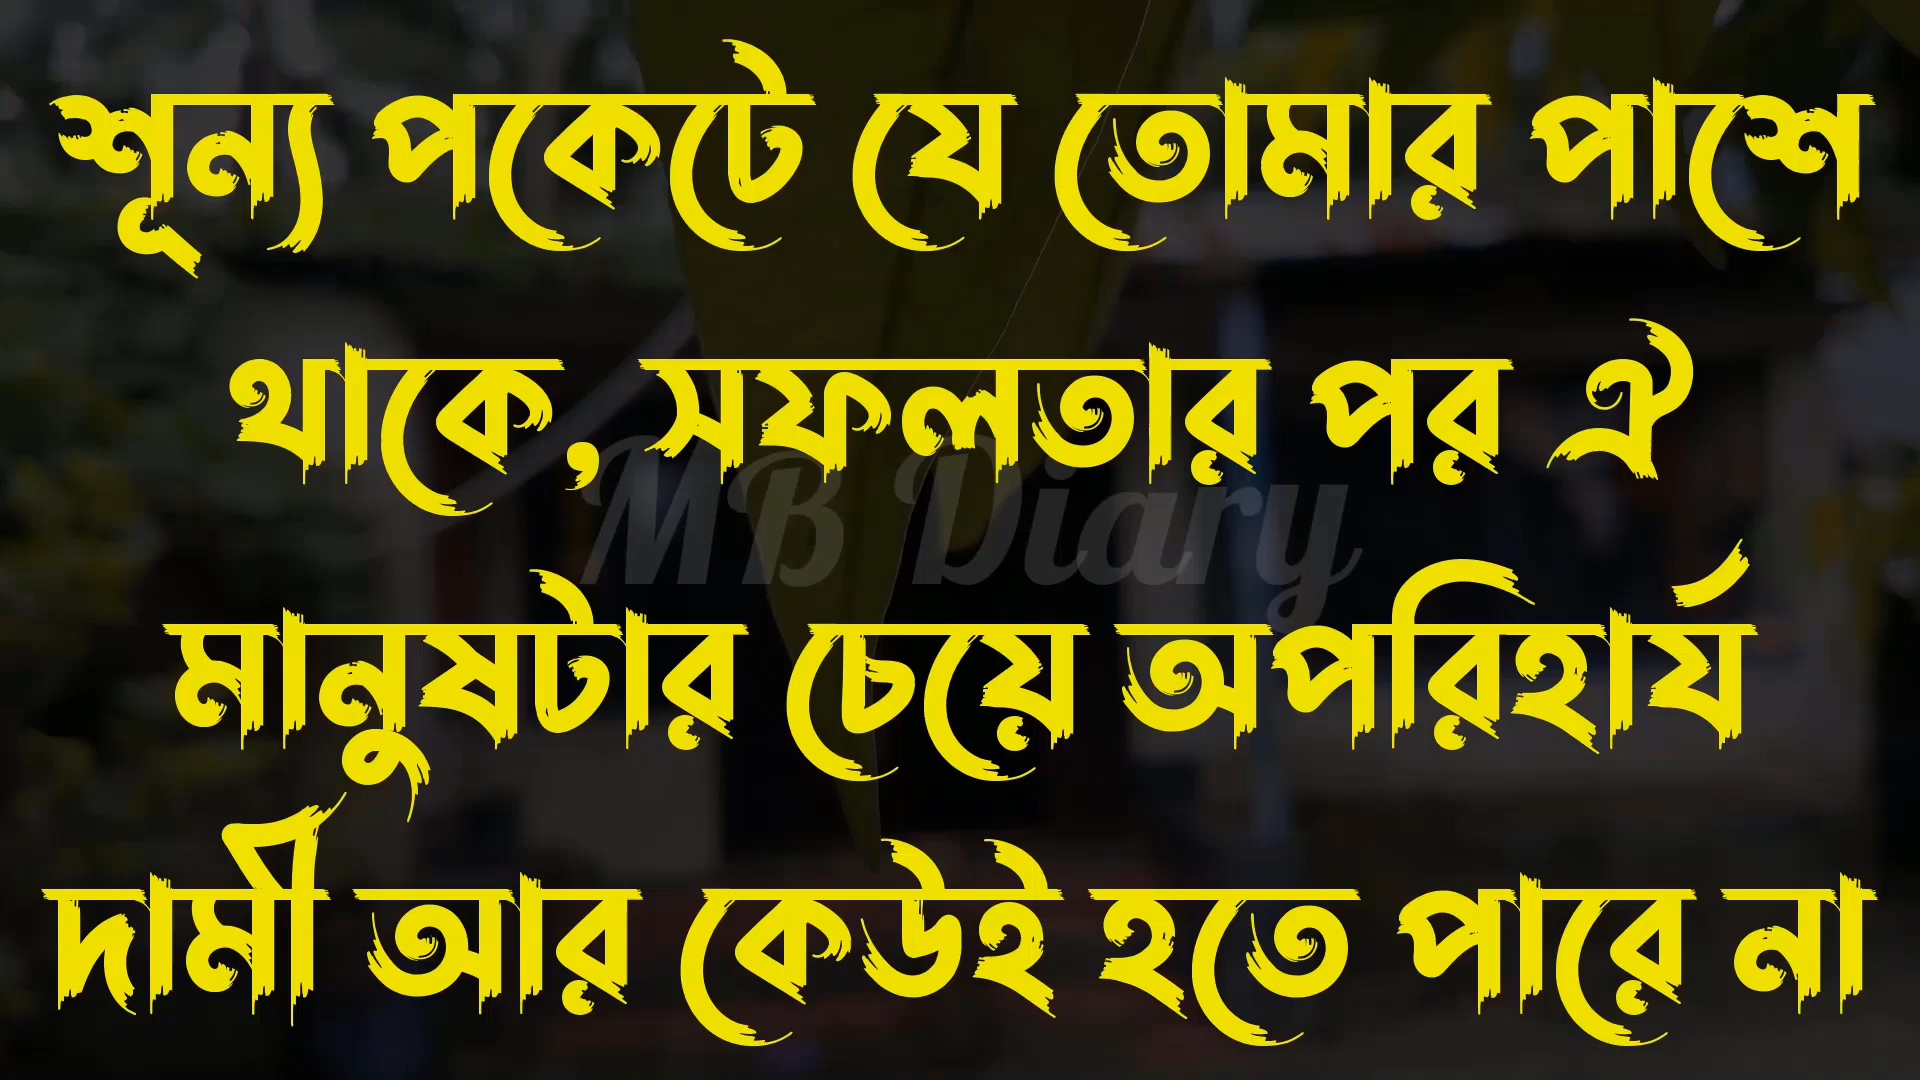 শূন্য পকেটে যে তোমার পাশে
থাকে, সফলতার পর ঐ
MB Diary
মানুষটার চেয়ে অপরিহার্য
দামী আর কেউই হতে পারে না